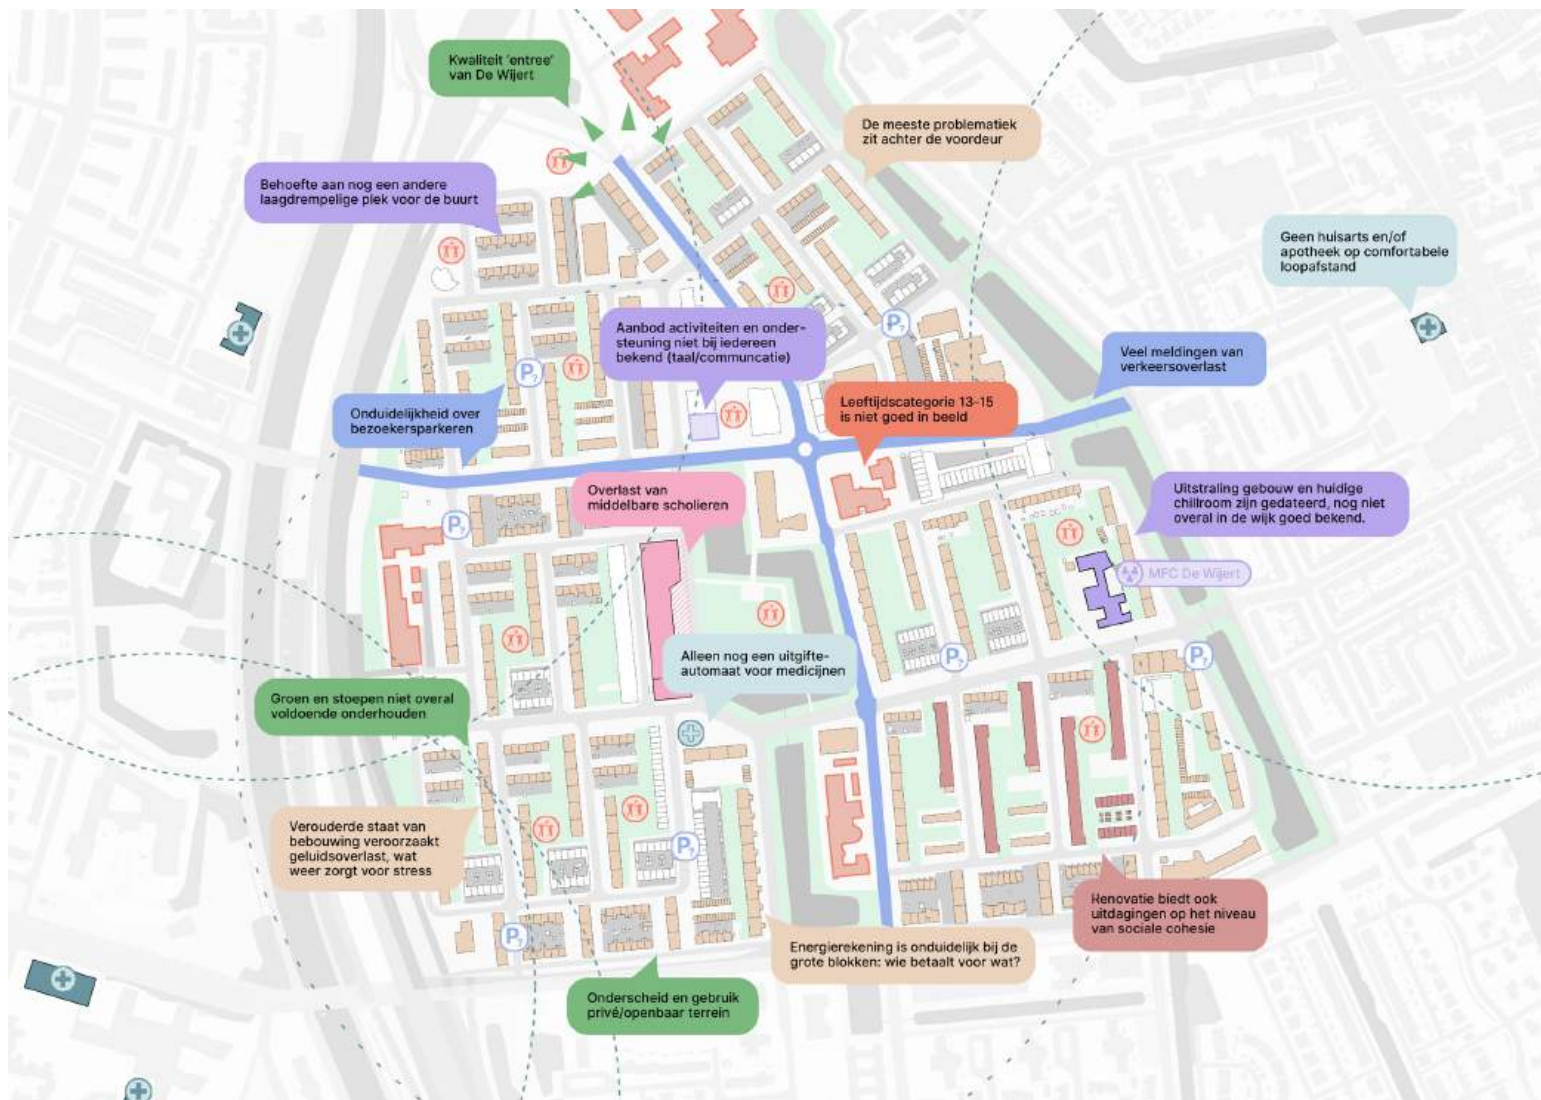 Kwaliteit 'entree'
van De Wijert
De meeste problematiek
zit achter de voordeur
Behoefte aan nog een andere
laagdrempelige plek voor de buurt
Geen huisarts en/of
apotheek op comfortabele
loopafstand
Aanbod activiteiten en onder-
steuning niet bij iedereen
bekend (taal/communcatie)
Veel meldingen van
verkeersoverlast
Onduidelijkheid over
bezoekersparkeren
Leeftijdscategorie 13-15
is niet goed in beeld
Overlast van
middelbare scholieren
Uitstraling gebouw en huidige
chillroom zijn gedateerd, nog niet
overal in de wijk goed bekend.
MFC De Wijert
Alleen nog een uitgifte-
automaat voor medicijnen
Groen en stoepen niet overal
voldoende onderhouden
Verouderde staat van
bebouwing veroorzaakt
geluidsoverlast, wat
weer zorgt voor stress
Renovatie biedt ook
uitdagingen op het niveau
van sociale cohesie
Energierekening is onduidelijk bij de
grote blokken: wie betaalt voor wat?
Onderscheid en gebruik
privé/openbaar terrein
P?
P?
P?
P?
P?
P?
P?